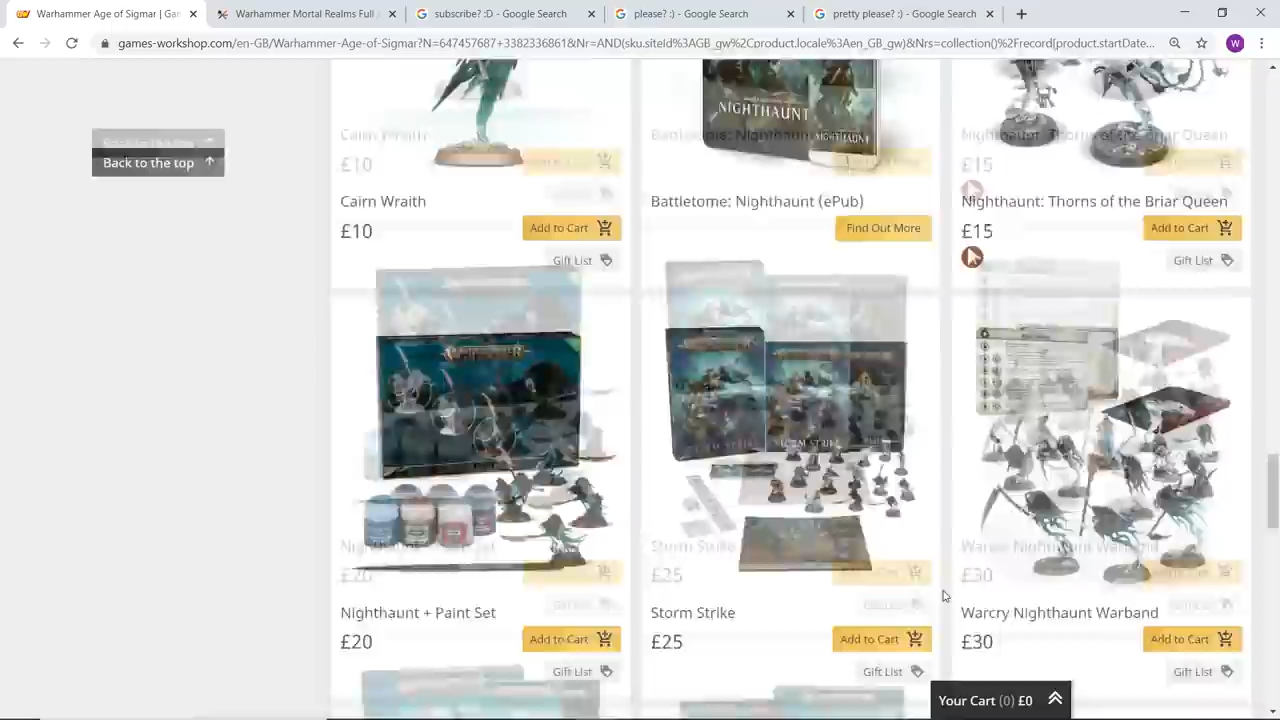 Warhammer Age of Sigmar | Gam
Warhammer Mortal Realms Full
subscribe? :D - Google Search
please? :) - Google Search
pretty please? :) - Google Search
games-workshop.com/en-GB/Warhammer-Age-of-Sigmar?N=647457687+3382336861&Nr=AND(sku.siteId%3AGB_gw%2Cproduct.locale%3Aen_GB_gw)&Nrs=collection()%2Frecord[product.startDate...
W
Back to the top
NIGHTHAUNT
NIGHTHAUNT
Cairn Wraith
Battletome: Nighthaunt (ePub)
Nighthaunt: Thorns of the Briar Queen
£10
Add to Cart
Find Out More
£15
Add to Cart
Gift List
Gift List
STORM STRIKE
Nighthaunt + Paint Set
Storm Strike
Warcry Nighthaunt Warband
£20
Add to Cart
£25
Add to Cart
£30
Add to Cart
Gift List
Gift List
Gift List
Your Cart (0) £0